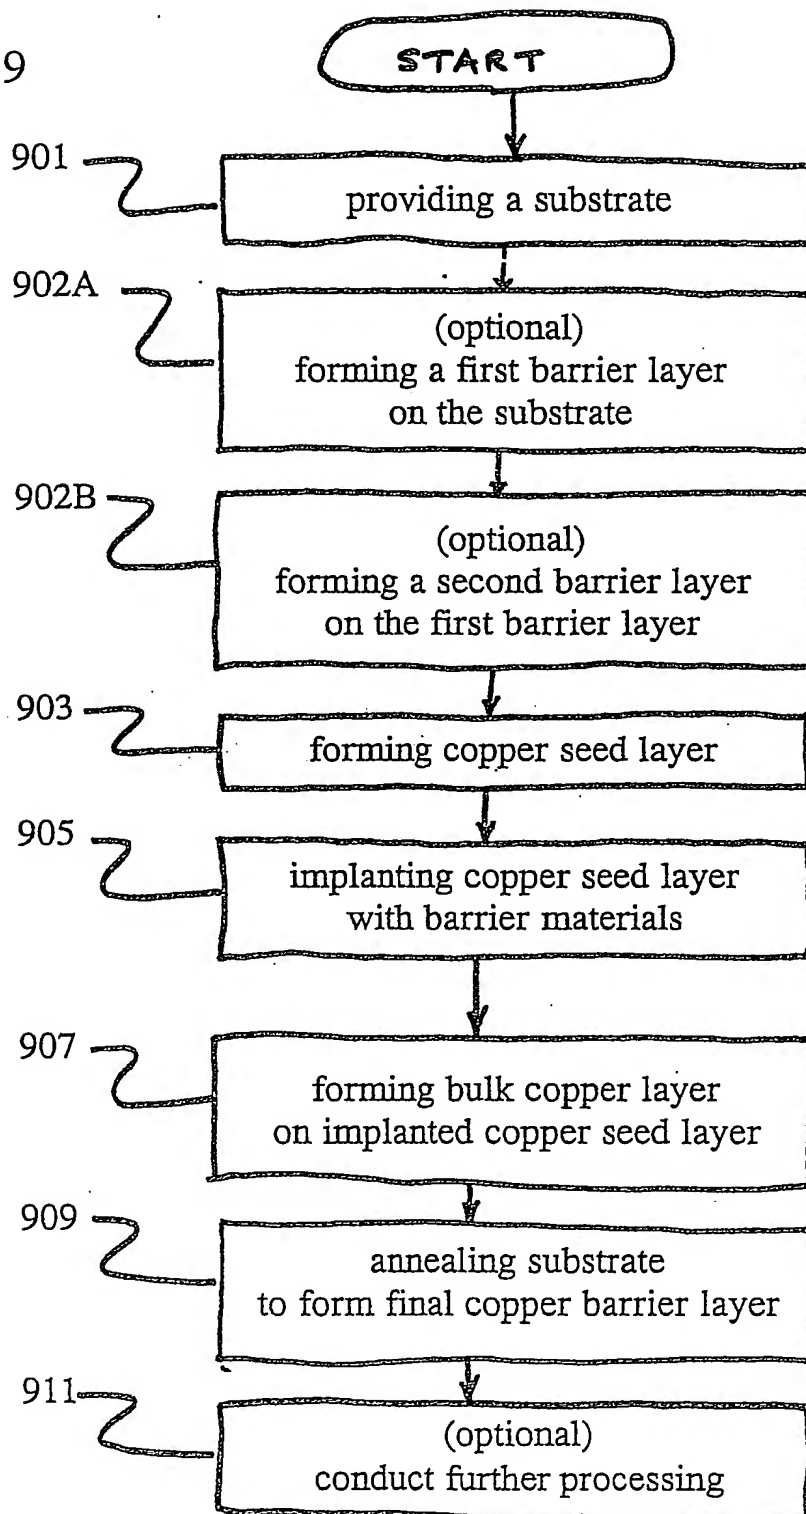 9
START
901
providing a substrate
902A
(optional)
forming a first barrier layer
on the substrate
902B
(optional)
forming a second barrier layer
on the first barrier layer
903
forming copper seed layer
905
implanting copper seed layer
with barrier materials
907
forming bulk copper layer
on implanted copper seed layer
909
annealing substrate
to form final copper barrier layer
911
(optional)
conduct further processing